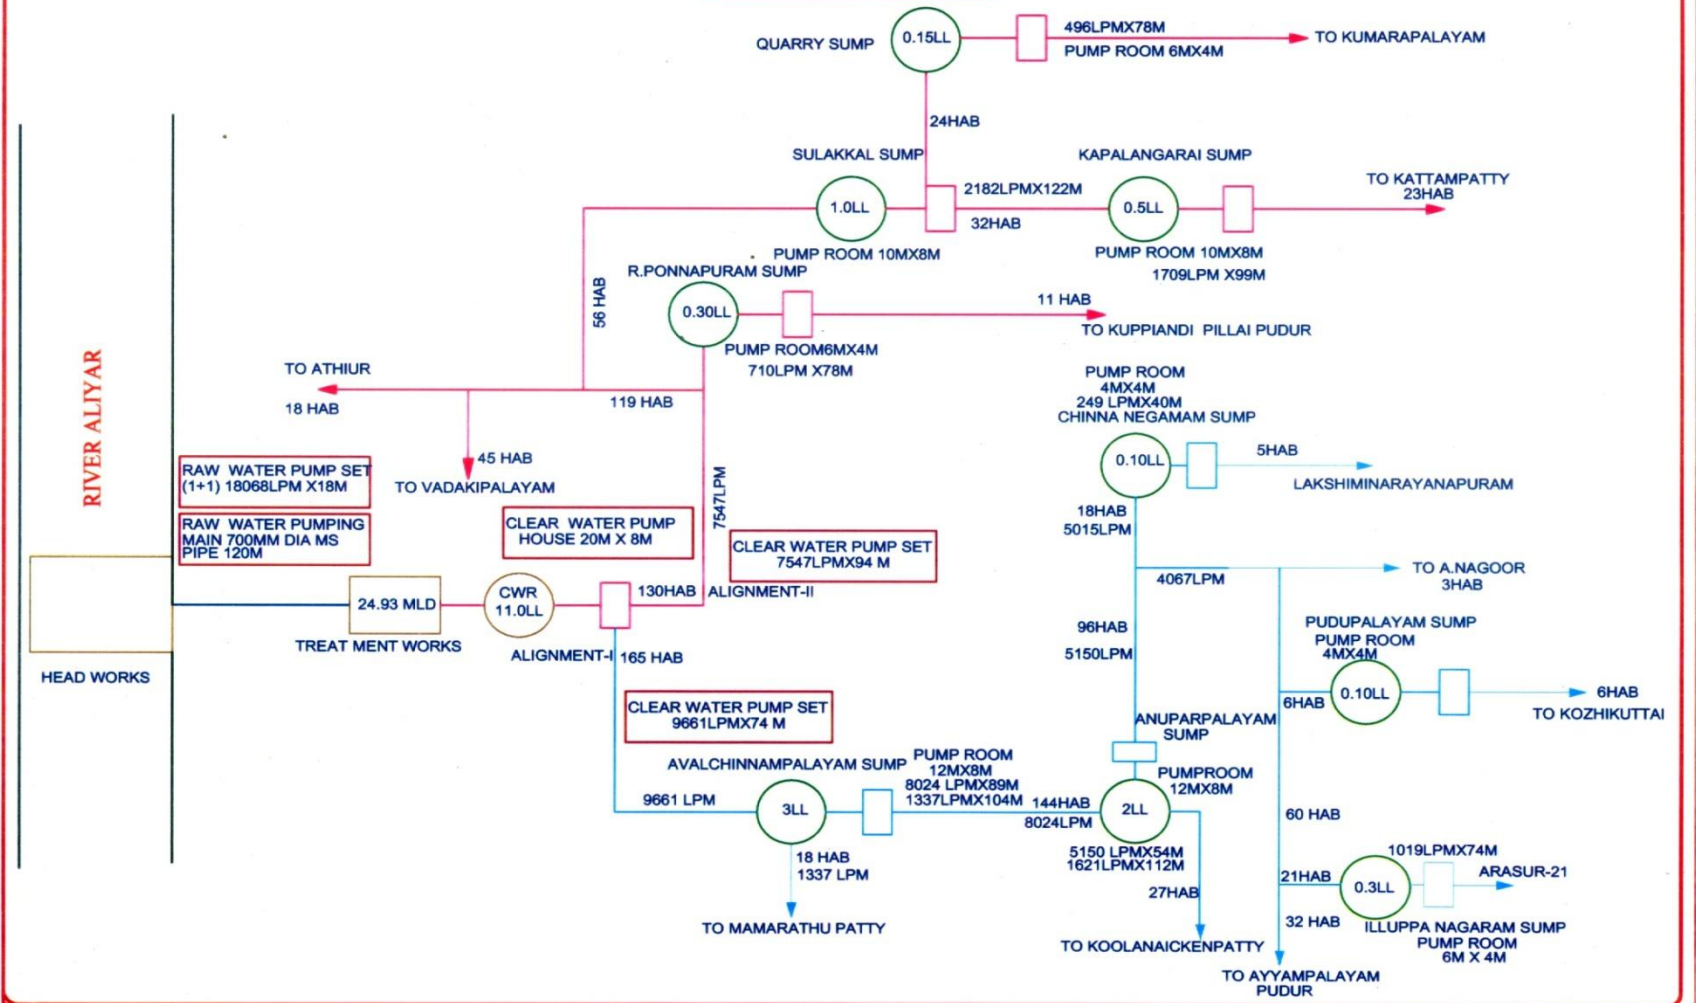 QUARRY SUMP
0.15LL
496LPMX78M
PUMP ROOM 6MX4M
TO KUMARAPALAYAM
24HAB
SULAKKAL SUMP
1.0LL
2182LPMX122M
32HAB
PUMP ROOM 10MX8M
KAPALANGARAI SUMP
0.5LL
PUMP ROOM 10MX8M
1709LPM X99M
TO KATTAMPATTY
23HAB
R.PONNAPURAM SUMP
0.30LL
PUMP ROOM6MX4M
710LPM X78M
11 HAB
TO KUPPIANDI PILLAI PUDUR
56 HAB
TO ATHIUR
18 HAB
119 HAB
45 HAB
TO VADAKIPALAYAM
7547LPM
RIVER ALIYAR
RAW WATER PUMP SET
(1+1) 18068LPM X18M
RAW WATER PUMPING
MAIN 700MM DIA MS
PIPE 120M
CLEAR WATER PUMP
HOUSE 20M X 8M
CLEAR WATER PUMP SET
7547LPMX94 M
HEAD WORKS
24.93 MLD
TREAT MENT WORKS
CWR
11.0LL
130HAB
ALIGNMENT-II
ALIGNMENT-I
165 HAB
CLEAR WATER PUMP SET
9661LPMX74 M
AVALCHINNAMPALAYAM SUMP
9661 LPM
3LL
18 HAB
1337 LPM
TO MAMARATHU PATTY
PUMP ROOM
12MX8M
8024 LPMX89M
1337LPMX104M
144HAB
8024LPM
ANUPARPALAYAM
SUMP
2LL
PUMPROOM
12MX8M
5150 LPMX54M
1621LPMX112M
27HAB
TO KOOLANAICKENPATTY
96HAB
5150LPM
PUMP ROOM
4MX4M
249 LPMX40M
CHINNA NEGAMAM SUMP
0.10LL
5HAB
LAKSHIMINARAYANAPURAM
18HAB
5015LPM
4067LPM
TO A.NAGOOR
3HAB
PUDUPALAYAM SUMP
PUMP ROOM
4MX4M
0.10LL
6HAB
6HAB
TO KOZHIKUTTAI
60 HAB
21HAB
0.3LL
1019LPMX74M
ARASUR-21
ILLUPPA NAGARAM SUMP
PUMP ROOM
6M X 4M
32 HAB
TO AYYAMPALAYAM
PUDUR